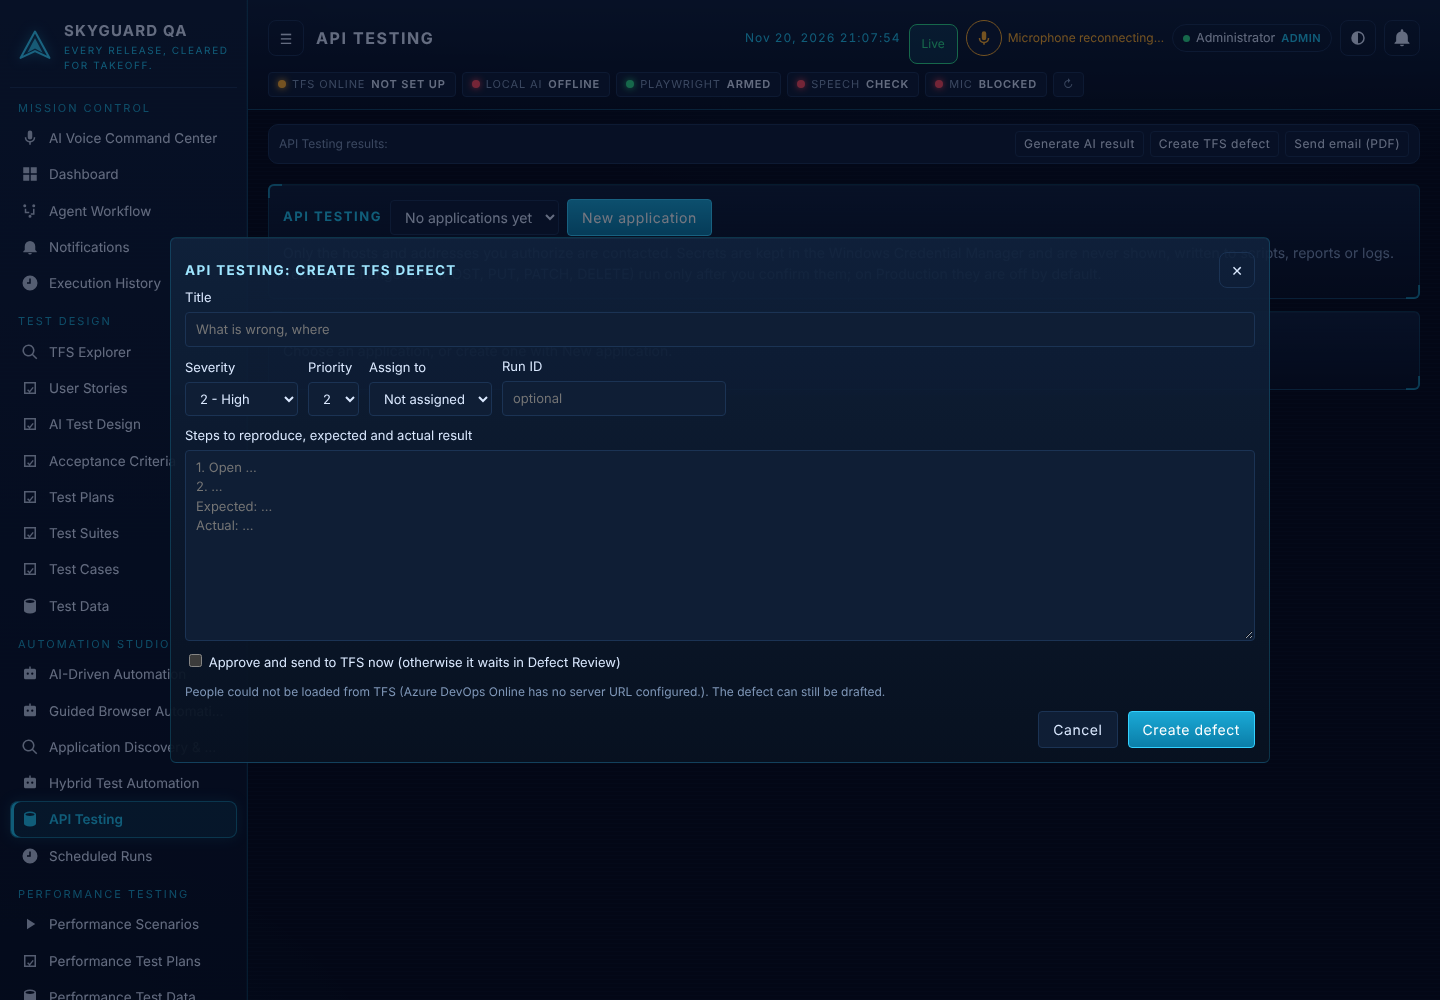 SKYGUARD QA
EVERY RELEASE, CLEARED
FOR TAKEOFF.
MISSION CONTROL
AI Voice Command Center
Dashboard
Agent Workflow
Notifications
Execution History
TEST DESIGN
TFS Explorer
User Stories
AI Test Design
Acceptance Criteria
Test Plans
Test Suites
Test Cases
Test Data
AUTOMATION STUDIO
AI-Driven Automati
Guided Browser Automati...
Application Discovery & ...
Hybrid Test Automation
API Testing
Scheduled Runs
PERFORMANCE TESTING
Performance Scenarios
Performance Test Plans
Performance Test Data
☰ API TESTING
Nov 20, 2026 21:07:54 Live Microphone reconnecting... Administrator ADMIN
TFS ONLINE NOT SET UP LOCAL AI OFFLINE PLAYWRIGHT ARMED SPEECH CHECK MIC BLOCKED ↻
API Testing results: Generate AI result Create TFS defect Send email (PDF)
API TESTING No applications yet New application
reports or logs.
API TESTING: CREATE TFS DEFECT ✕
Title
What is wrong, where
Severity Priority Assign to Run ID
2 - High 2 Not assigned optional
Steps to reproduce, expected and actual result
1. Open ...
2. ...
Expected: ...
Actual: ...
Approve and send to TFS now (otherwise it waits in Defect Review)
People could not be loaded from TFS (Azure DevOps Online has no server URL configured.). The defect can still be drafted.
Cancel Create defect